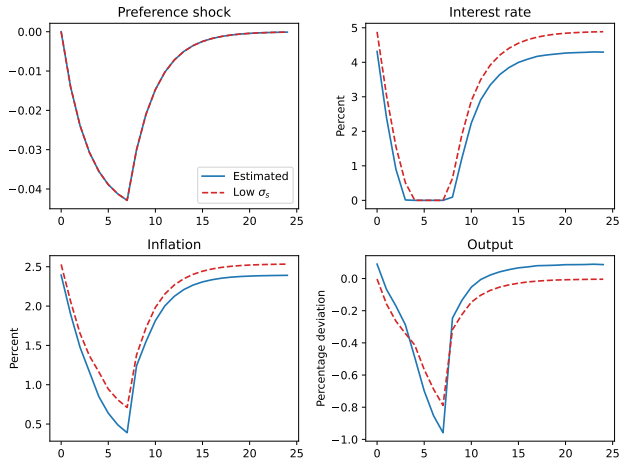 Preference shock
0.00
−0.01
−0.02
−0.03
−0.04
0 5 10 15 20 25
Estimated
Low σs
Interest rate
Percent
5
4
3
2
1
0
0 5 10 15 20 25
Inflation
Percent
2.5
2.0
1.5
1.0
0.5
0 5 10 15 20 25
Output
Percentage deviation
0.0
−0.2
−0.4
−0.6
−0.8
−1.0
0 5 10 15 20 25